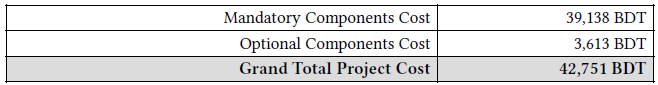 Mandatory Components Cost 39,138 BDT
Optional Components Cost 3,613 BDT
Grand Total Project Cost 42,751 BDT